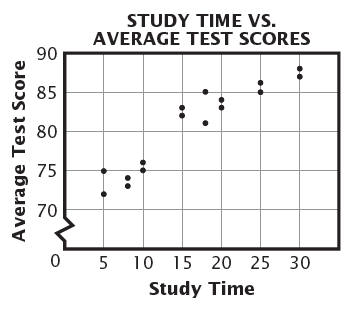 STUDY TIME VS.
AVERAGE TEST SCORES
Average Test Score
90
85
80
75
70
0 5 10 15 20 25 30
Study Time